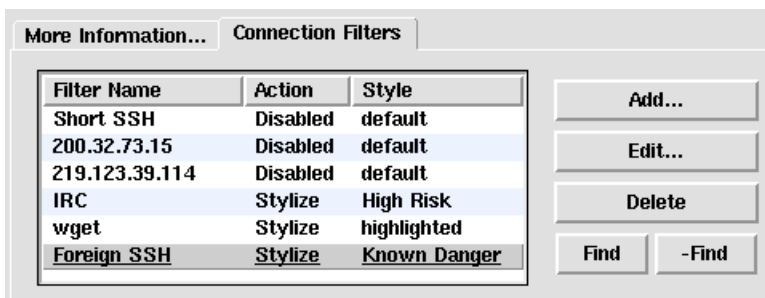 More Information... Connection Filters
Filter Name Action Style
Short SSH Disabled default
200.32.73.15 Disabled default
219.123.39.114 Disabled default
IRC Stylize High Risk
wget Stylize highlighted
Foreign SSH Stylize Known Danger
Add...
Edit...
Delete
Find -Find